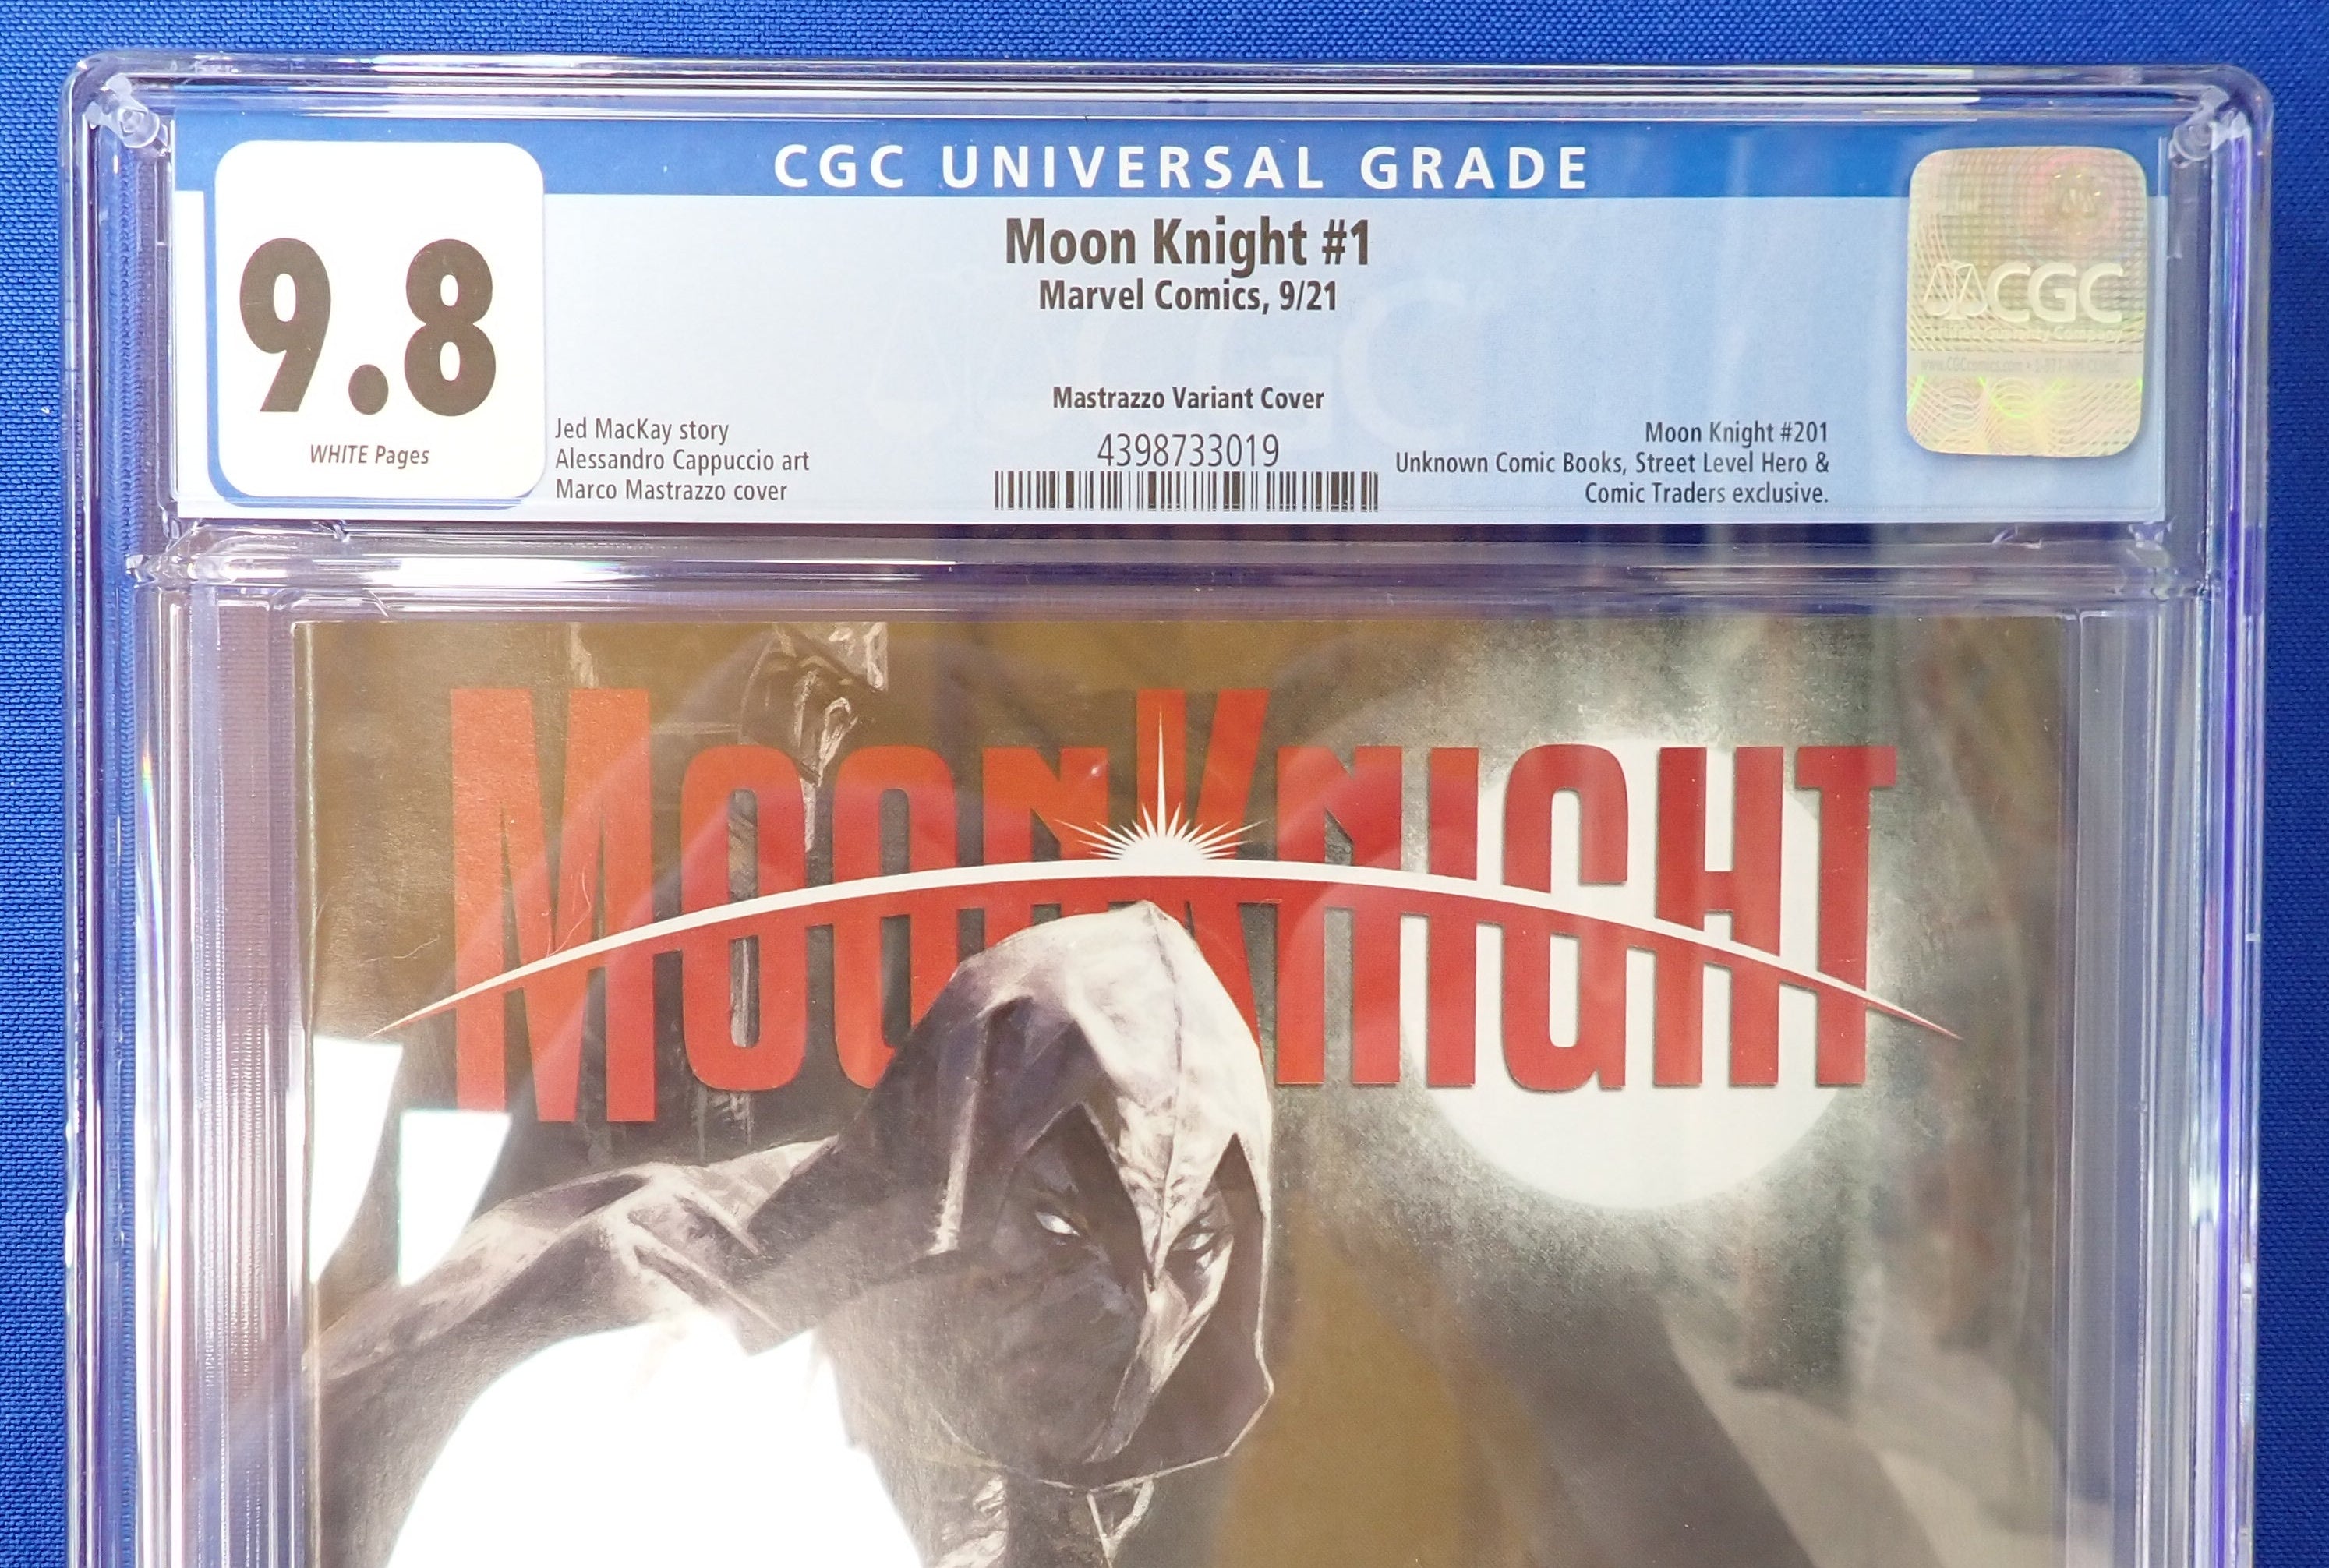 CGC UNIVERSAL GRADE
9.8
WHITE Pages
Moon Knight #1
Marvel Comics, 9/21
Mastrazzo Variant Cover
4398733019
Jed MacKay story
Alessandro Cappuccio art
Marco Mastrazzo cover
Moon Knight #201
Unknown Comic Books, Street Level Hero &
Comic Traders exclusive.
CGC
MOON KNIGHT